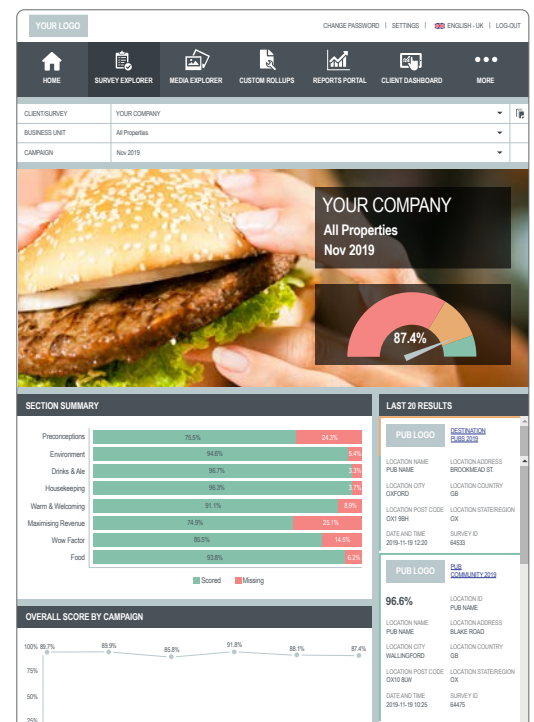 YOUR LOGO
CHANGE PASSWORD | SETTINGS | ENGLISH - UK | LOG-OUT
HOME SURVEY EXPLORER MEDIA EXPLORER CUSTOM ROLLUPS REPORTS PORTAL CLIENT DASHBOARD MORE
CLIENT/SURVEY YOUR COMPANY
BUSINESS UNIT All Properties
CAMPAIGN Nov 2019
YOUR COMPANY
All Properties
Nov 2019
87.4%
SECTION SUMMARY
Preconceptions 75.5% 24.3%
Environment 94.6% 5.4%
Drinks & Ale 96.7% 3.3%
Housekeeping 96.3% 3.7%
Warm & Welcoming 91.1% 8.9%
Maximising Revenue 74.9% 25.1%
Wow Factor 85.5% 14.5%
Food 93.8% 6.2%
Scored Missing
OVERALL SCORE BY CAMPAIGN
100% 89.7% 89.9% 85.8% 91.8% 88.1% 87.4%
75%
50%
25%
LAST 20 RESULTS
PUB LOGO
DESTINATION
PUBS 2019
LOCATION NAME LOCATION ADDRESS
PUB NAME BROOKMEAD ST.
LOCATION CITY LOCATION COUNTRY
OXFORD GB
LOCATION POST CODE LOCATION STATE/REGION
OX1 9BH OX
DATE AND TIME SURVEY ID
2019-11-19 12:20 64533
PUB LOGO
PUB
COMMUNITY 2019
96.6%
LOCATION ID
PUB NAME
LOCATION NAME LOCATION ADDRESS
PUB NAME BLAKE ROAD
LOCATION CITY LOCATION COUNTRY
WALLINGFORD GB
LOCATION POST CODE LOCATION STATE/REGION
OX10 8LW OX
DATE AND TIME SURVEY ID
2019-11-19 10:25 64475